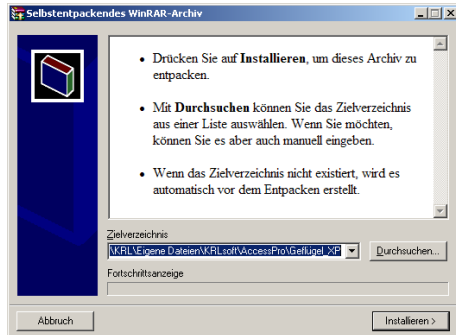 Selbstentpackendes WinRAR-Archiv
• Drücken Sie auf Installieren, um dieses Archiv zu
entpacken.
• Mit Durchsuchen können Sie das Zielverzeichnis
aus einer Liste auswählen. Wenn Sie möchten,
können Sie es aber auch manuell eingeben.
• Wenn das Zielverzeichnis nicht existiert, wird es
automatisch vor dem Entpacken erstellt.
Zielverzeichnis
\KRL\Eigene Dateien\KRLsoft\AccessPro\Geflügel_XP
Durchsuchen...
Fortschrittsanzeige
Abbruch
Installieren >